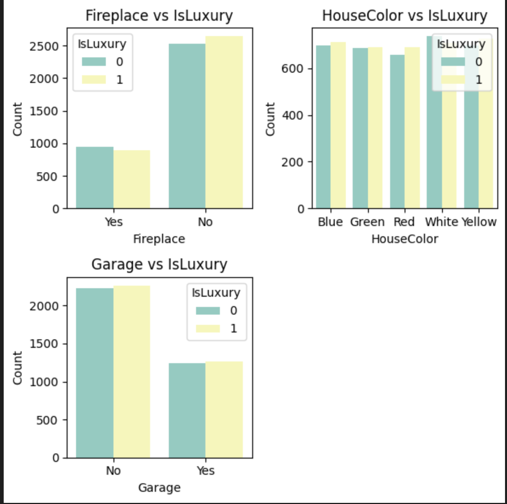 Fireplace vs IsLuxury
IsLuxury
0
1
2500
2000
1500
1000
500
0
Count
Yes No
Fireplace
HouseColor vs IsLuxury
IsLuxury
0
1
600
400
200
0
Count
Blue Green Red White Yellow
HouseColor
Garage vs IsLuxury
IsLuxury
0
1
2000
1500
1000
500
0
Count
No Yes
Garage